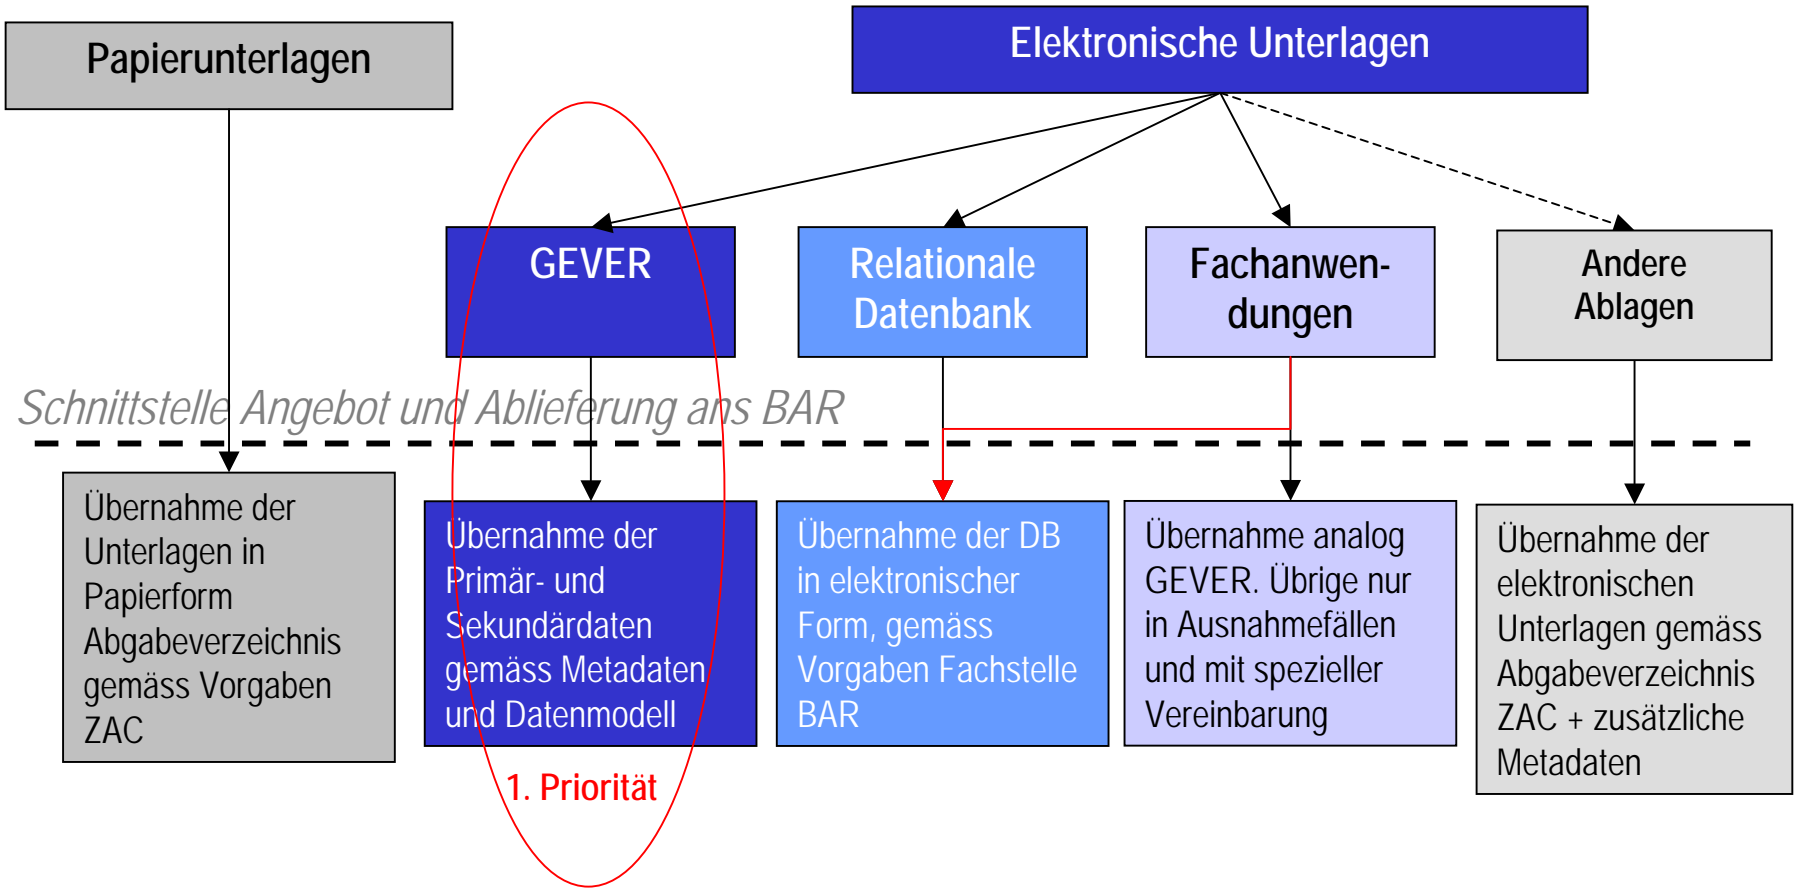 Papierunterlagen
Elektronische Unterlagen
GEVER
Relationale
Datenbank
Fachanwen-
dungen
Andere
Ablagen
Schnittstelle Angebot und Ablieferung ans BAR
Übernahme der
Unterlagen in
Papierform
Abgabeverzeichnis
gemäss Vorgaben
ZAC
Übernahme der
Primär- und
Sekundärdaten
gemäss Metadaten
und Datenmodell
Übernahme der DB
in elektronischer
Form, gemäss
Vorgaben Fachstelle
BAR
Übernahme analog
GEVER. Übrige nur
in Ausnahmefällen
und mit spezieller
Vereinbarung
Übernahme der
elektronischen
Unterlagen gemäss
Abgabeverzeichnis
ZAC + zusätzliche
Metadaten
1. Priorität